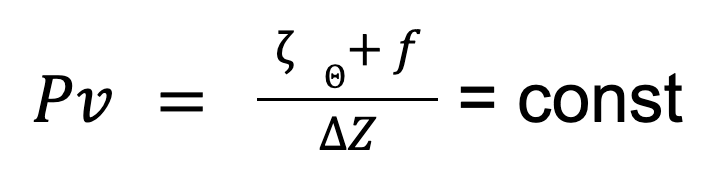 Pv = (ζ_Θ + f) / ΔZ = const